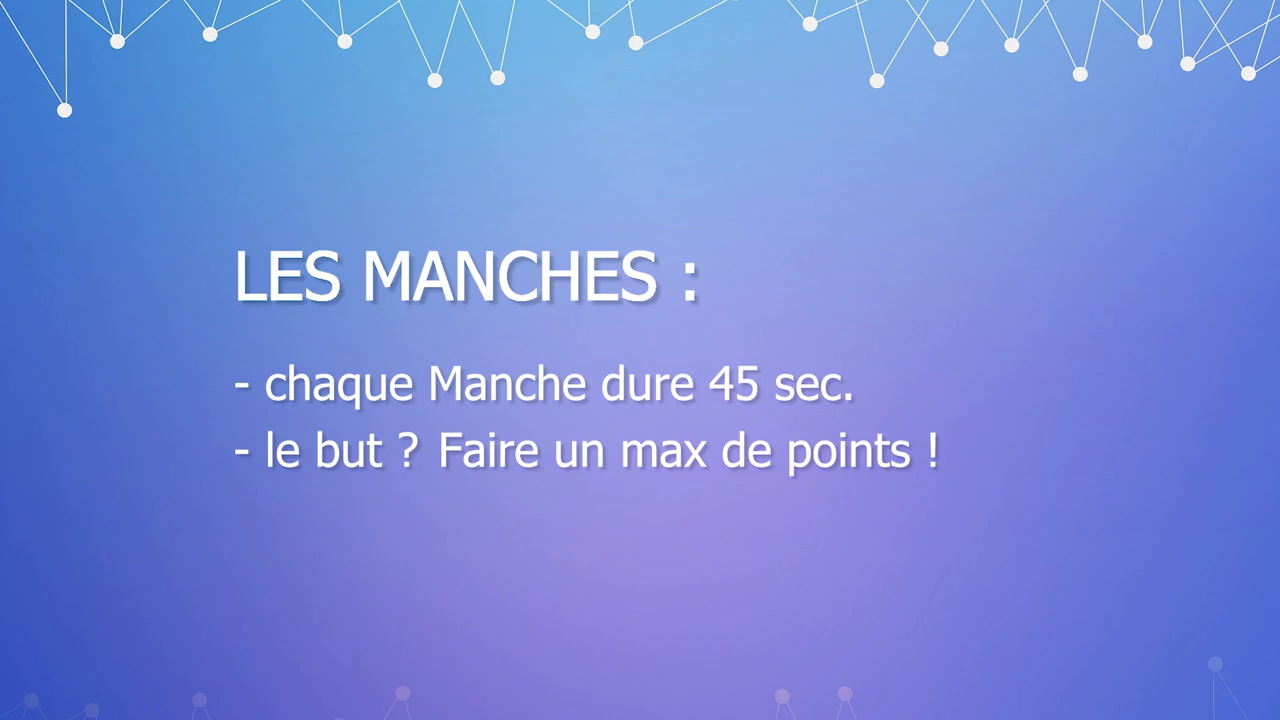 LES MANCHES :
- chaque Manche dure 45 sec.
- le but ? Faire un max de points !